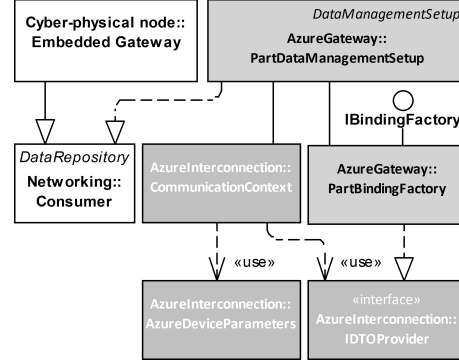 Cyber-physical node::
Embedded Gateway
DataManagementSetup
AzureGateway::
PartDataManagementSetup
IBindingFactory
DataRepository
Networking::
Consumer
AzureInterconnection::
CommunicationContext
AzureGateway::
PartBindingFactory
«use»
«use»
AzureInterconnection::
AzureDeviceParameters
«interface»
AzureInterconnection::
IDTOProvider